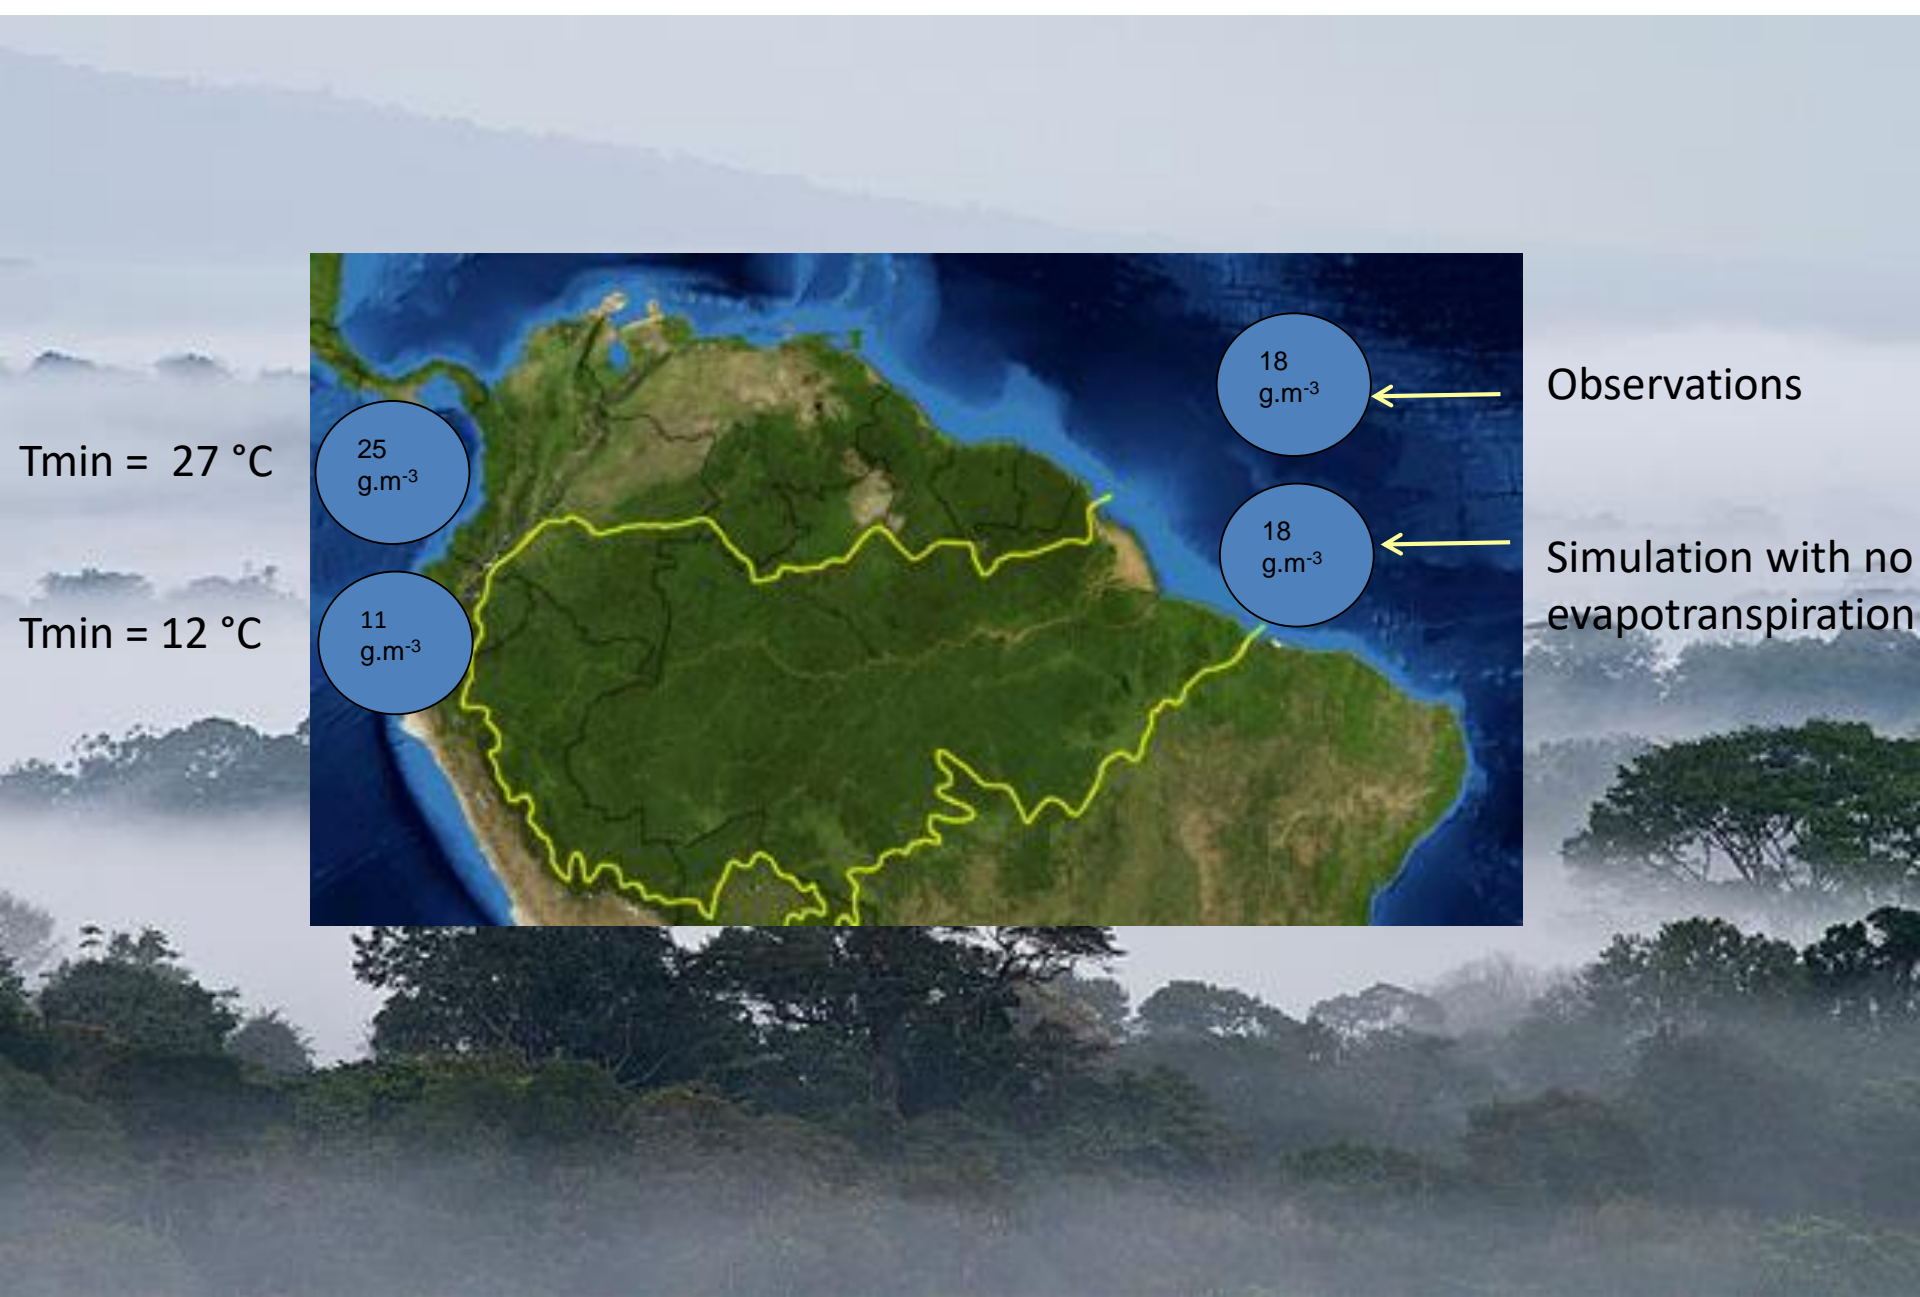 18
g.m-3
Observations
Tmin = 27 °C
25
g.m-3
18
g.m-3
Simulation with no
evapotranspiration
Tmin = 12 °C
11
g.m-3